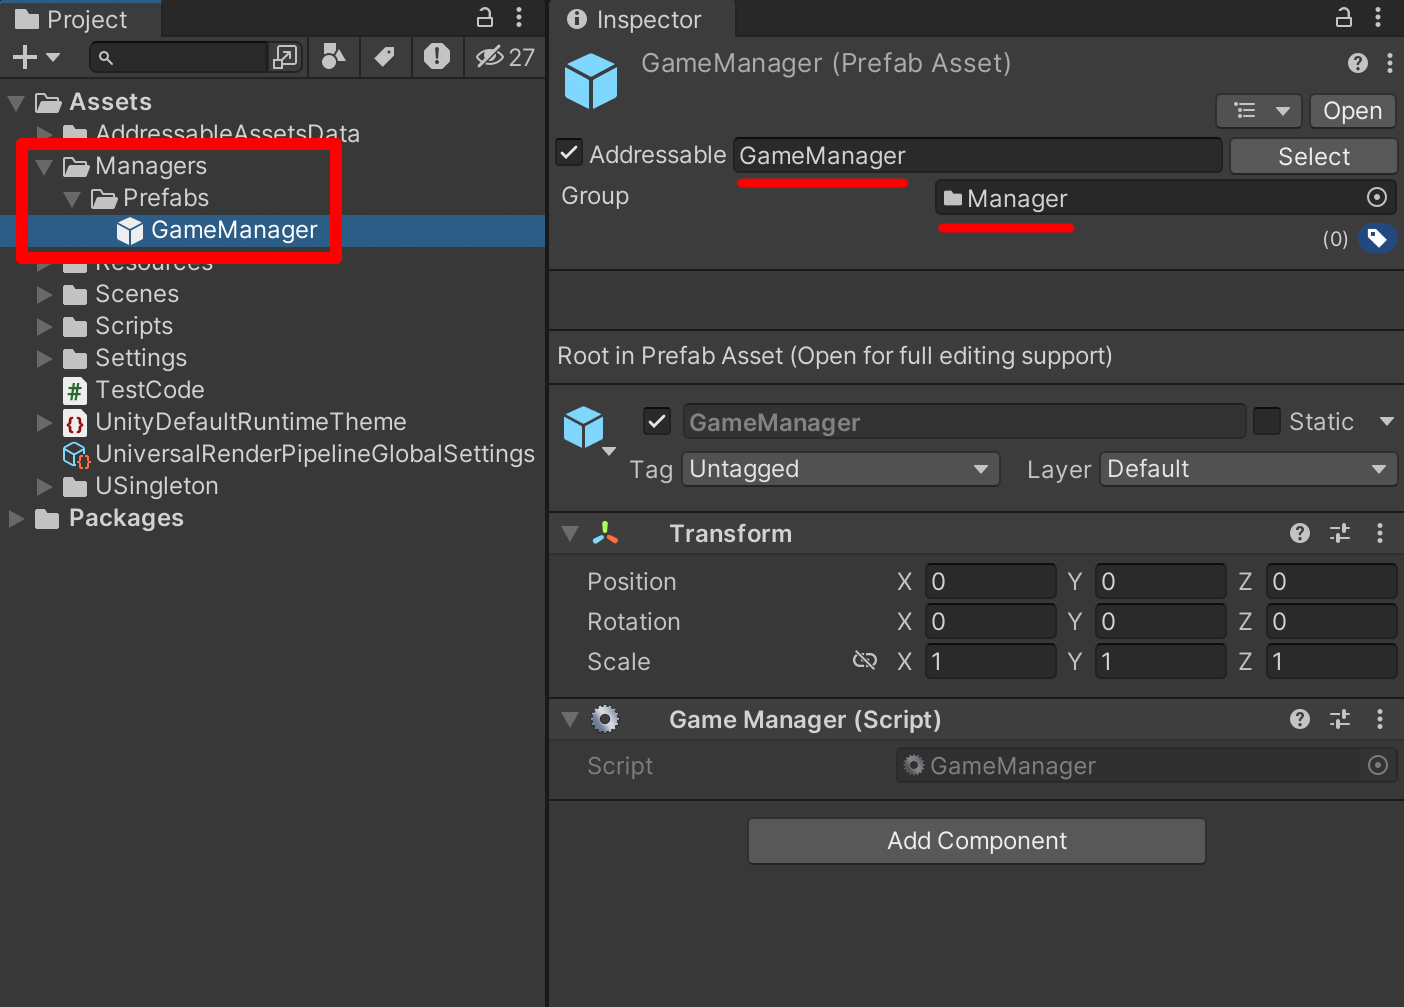 Project
27
Assets
AddressableAssetsData
Managers
Prefabs
GameManager
Resources
Scenes
Scripts
Settings
TestCode
UnityDefaultRuntimeTheme
UniversalRenderPipelineGlobalSettings
USingleton
Packages
Inspector
GameManager (Prefab Asset)
Open
Addressable GameManager Select
Group Manager
(0)
Root in Prefab Asset (Open for full editing support)
GameManager Static
Tag Untagged Layer Default
Transform
Position X 0 Y 0 Z 0
Rotation X 0 Y 0 Z 0
Scale X 1 Y 1 Z 1
Game Manager (Script)
Script GameManager
Add Component